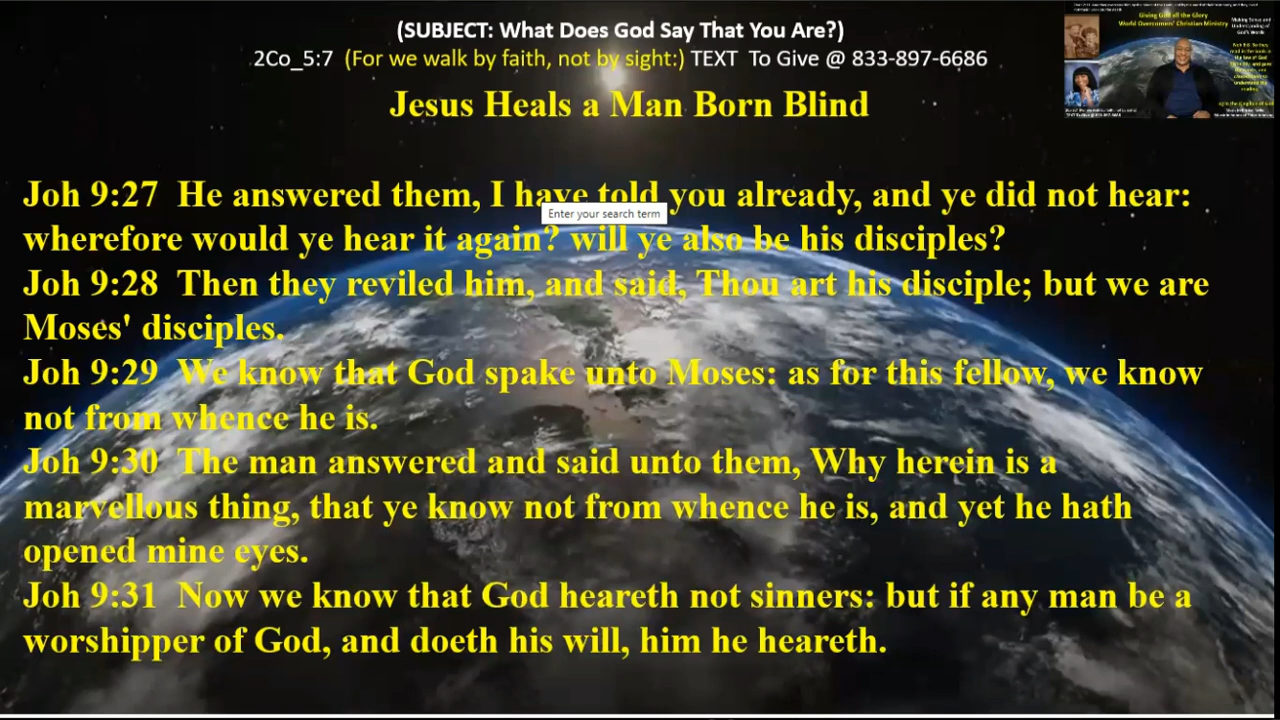 (SUBJECT: What Does God Say That You Are?)
2Co_5:7 (For we walk by faith, not by sight:) TEXT To Give @ 833-897-6686
Jesus Heals a Man Born Blind
Joh 9:27 He answered them, I have told you already, and ye did not hear:
Enter your search term
wherefore would ye hear it again? will ye also be his disciples?
Joh 9:28 Then they reviled him, and said, Thou art his disciple; but we are
Moses' disciples.
Joh 9:29 We know that God spake unto Moses: as for this fellow, we know
not from whence he is.
Joh 9:30 The man answered and said unto them, Why herein is a
marvellous thing, that ye know not from whence he is, and yet he hath
opened mine eyes.
Joh 9:31 Now we know that God heareth not sinners: but if any man be a
worshipper of God, and doeth his will, him he heareth.
Giving God all the Glory
World Overcomers' Christian Ministry
Making Sense and
Understanding of
God's Words